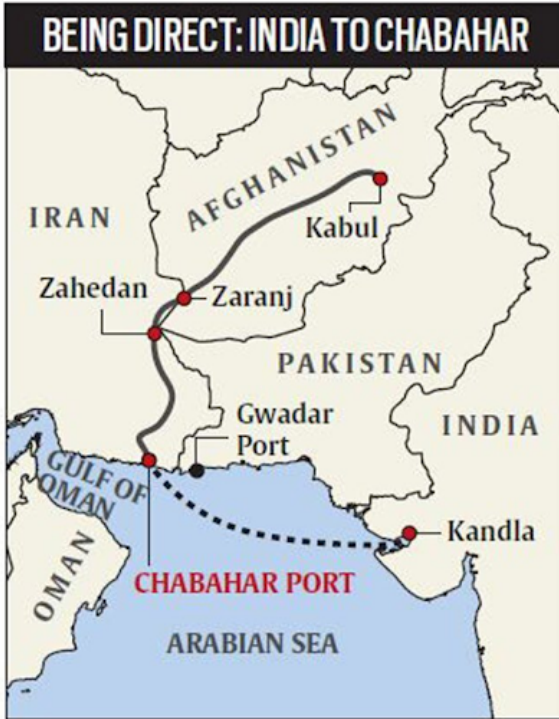 BEING DIRECT: INDIA TO CHABAHAR
AFGHANISTAN
IRAN
Kabul
Zahedan
Zaranj
PAKISTAN
Gwadar
Port
INDIA
GULF OF
OMAN
Kandla
OMAN
CHABAHAR PORT
ARABIAN SEA